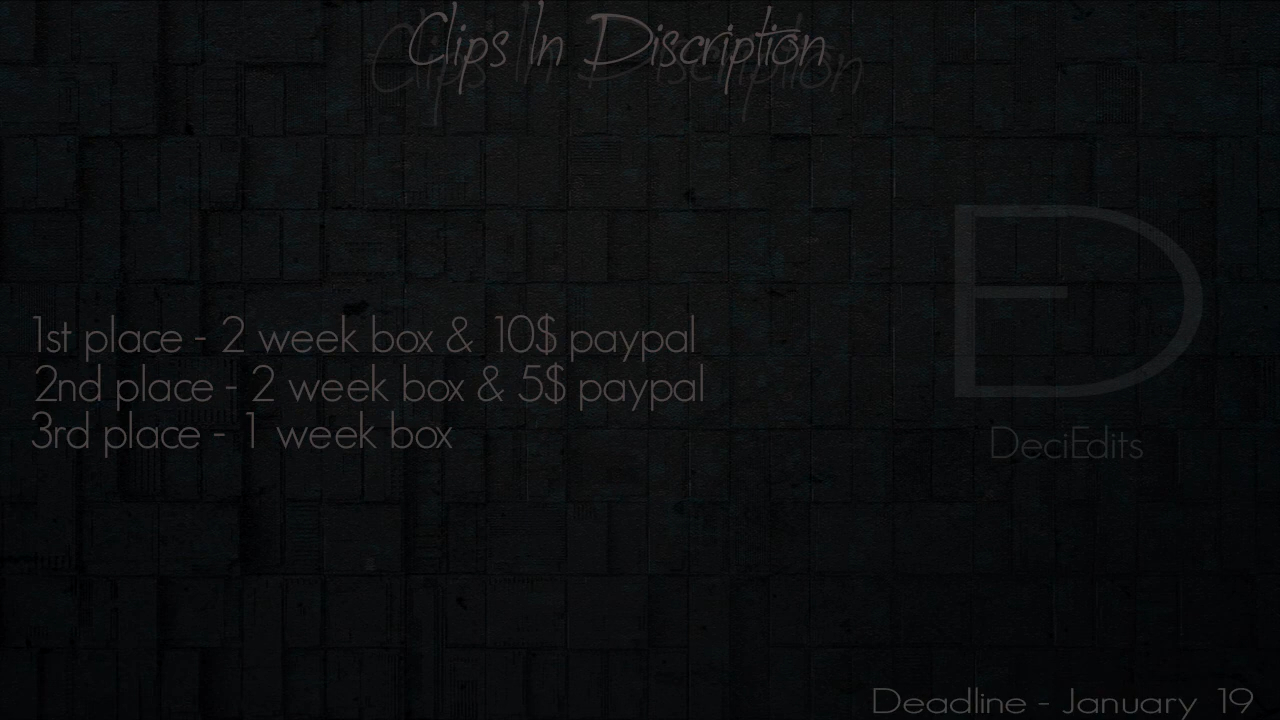 Clips In Discription
1st place - 2 week box & 10$ paypal
2nd place - 2 week box & 5$ paypal
3rd place - 1 week box
DeciEdits
Deadline - January 19